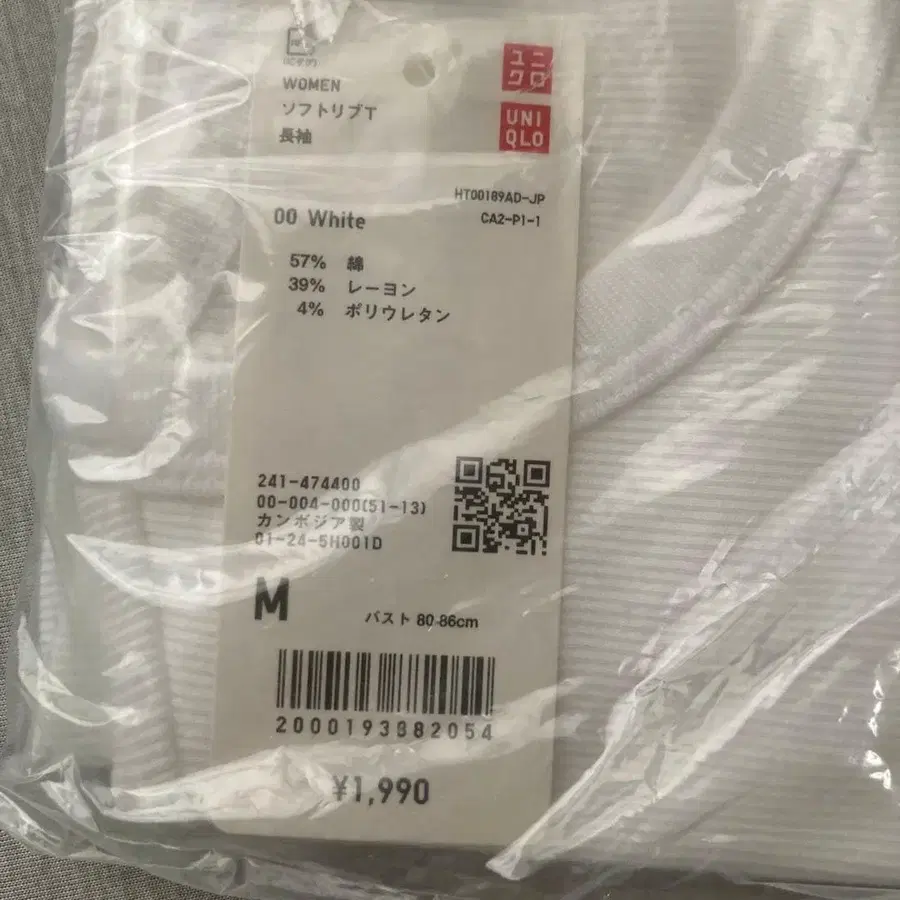 WOMEN
ソフトリブT
長袖
ユニ
クロ
UNI
QLO
HT00189AD-JP
CA2-P1-1
00 White
57% 綿
39% レーヨン
4% ポリウレタン
241-474400
00-004-000(51-13)
カンボジア製
01-24-5H001D
M
バスト 80-86cm
2000193882054
¥1,990